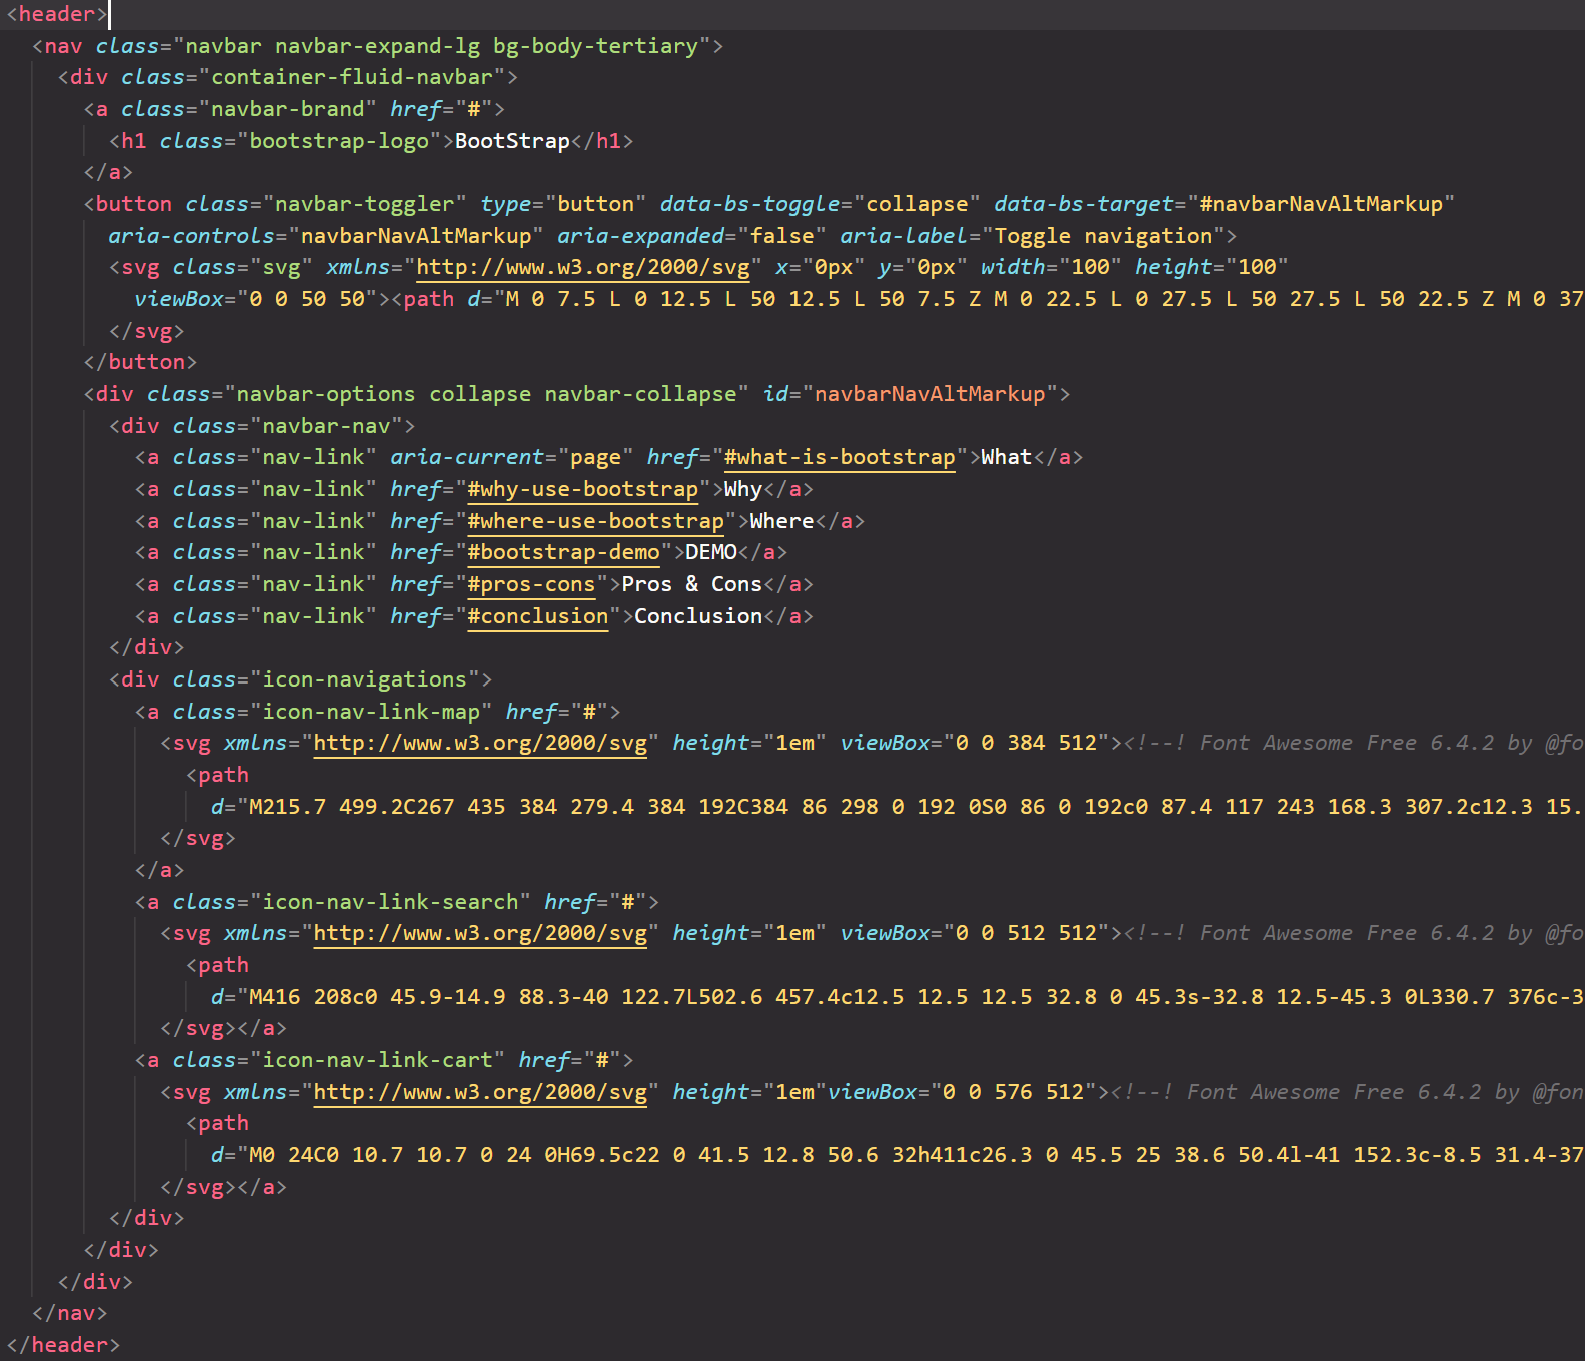 <header>
<nav class="navbar navbar-expand-lg bg-body-tertiary">
<div class="container-fluid-navbar">
<a class="navbar-brand" href="#">
<h1 class="bootstrap-logo">BootStrap</h1>
</a>
<button class="navbar-toggler" type="button" data-bs-toggle="collapse" data-bs-target="#navbarNavAltMarkup"
aria-controls="navbarNavAltMarkup" aria-expanded="false" aria-label="Toggle navigation">
<svg class="svg" xmlns="http://www.w3.org/2000/svg" x="0px" y="0px" width="100" height="100"
viewBox="0 0 50 50"><path d="M 0 7.5 L 0 12.5 L 50 12.5 L 50 7.5 Z M 0 22.5 L 0 27.5 L 50 27.5 L 50 22.5 Z M 0 37
</svg>
</button>
<div class="navbar-options collapse navbar-collapse" id="navbarNavAltMarkup">
<div class="navbar-nav">
<a class="nav-link" aria-current="page" href="#what-is-bootstrap">What</a>
<a class="nav-link" href="#why-use-bootstrap">Why</a>
<a class="nav-link" href="#where-use-bootstrap">Where</a>
<a class="nav-link" href="#bootstrap-demo">DEMO</a>
<a class="nav-link" href="#pros-cons">Pros & Cons</a>
<a class="nav-link" href="#conclusion">Conclusion</a>
</div>
<div class="icon-navigations">
<a class="icon-nav-link-map" href="#">
<svg xmlns="http://www.w3.org/2000/svg" height="1em" viewBox="0 0 384 512"><!--! Font Awesome Free 6.4.2 by @fo
<path
d="M215.7 499.2C267 435 384 279.4 384 192C384 86 298 0 192 0S0 86 0 192c0 87.4 117 243 168.3 307.2c12.3 15.
</svg>
</a>
<a class="icon-nav-link-search" href="#">
<svg xmlns="http://www.w3.org/2000/svg" height="1em" viewBox="0 0 512 512"><!--! Font Awesome Free 6.4.2 by @fo
<path
d="M416 208c0 45.9-14.9 88.3-40 122.7L502.6 457.4c12.5 12.5 12.5 32.8 0 45.3s-32.8 12.5-45.3 0L330.7 376c-3
</svg></a>
<a class="icon-nav-link-cart" href="#">
<svg xmlns="http://www.w3.org/2000/svg" height="1em"viewBox="0 0 576 512"><!--! Font Awesome Free 6.4.2 by @fon
<path
d="M0 24C0 10.7 10.7 0 24 0H69.5c22 0 41.5 12.8 50.6 32h411c26.3 0 45.5 25 38.6 50.4l-41 152.3c-8.5 31.4-37
</svg></a>
</div>
</div>
</div>
</nav>
</header>